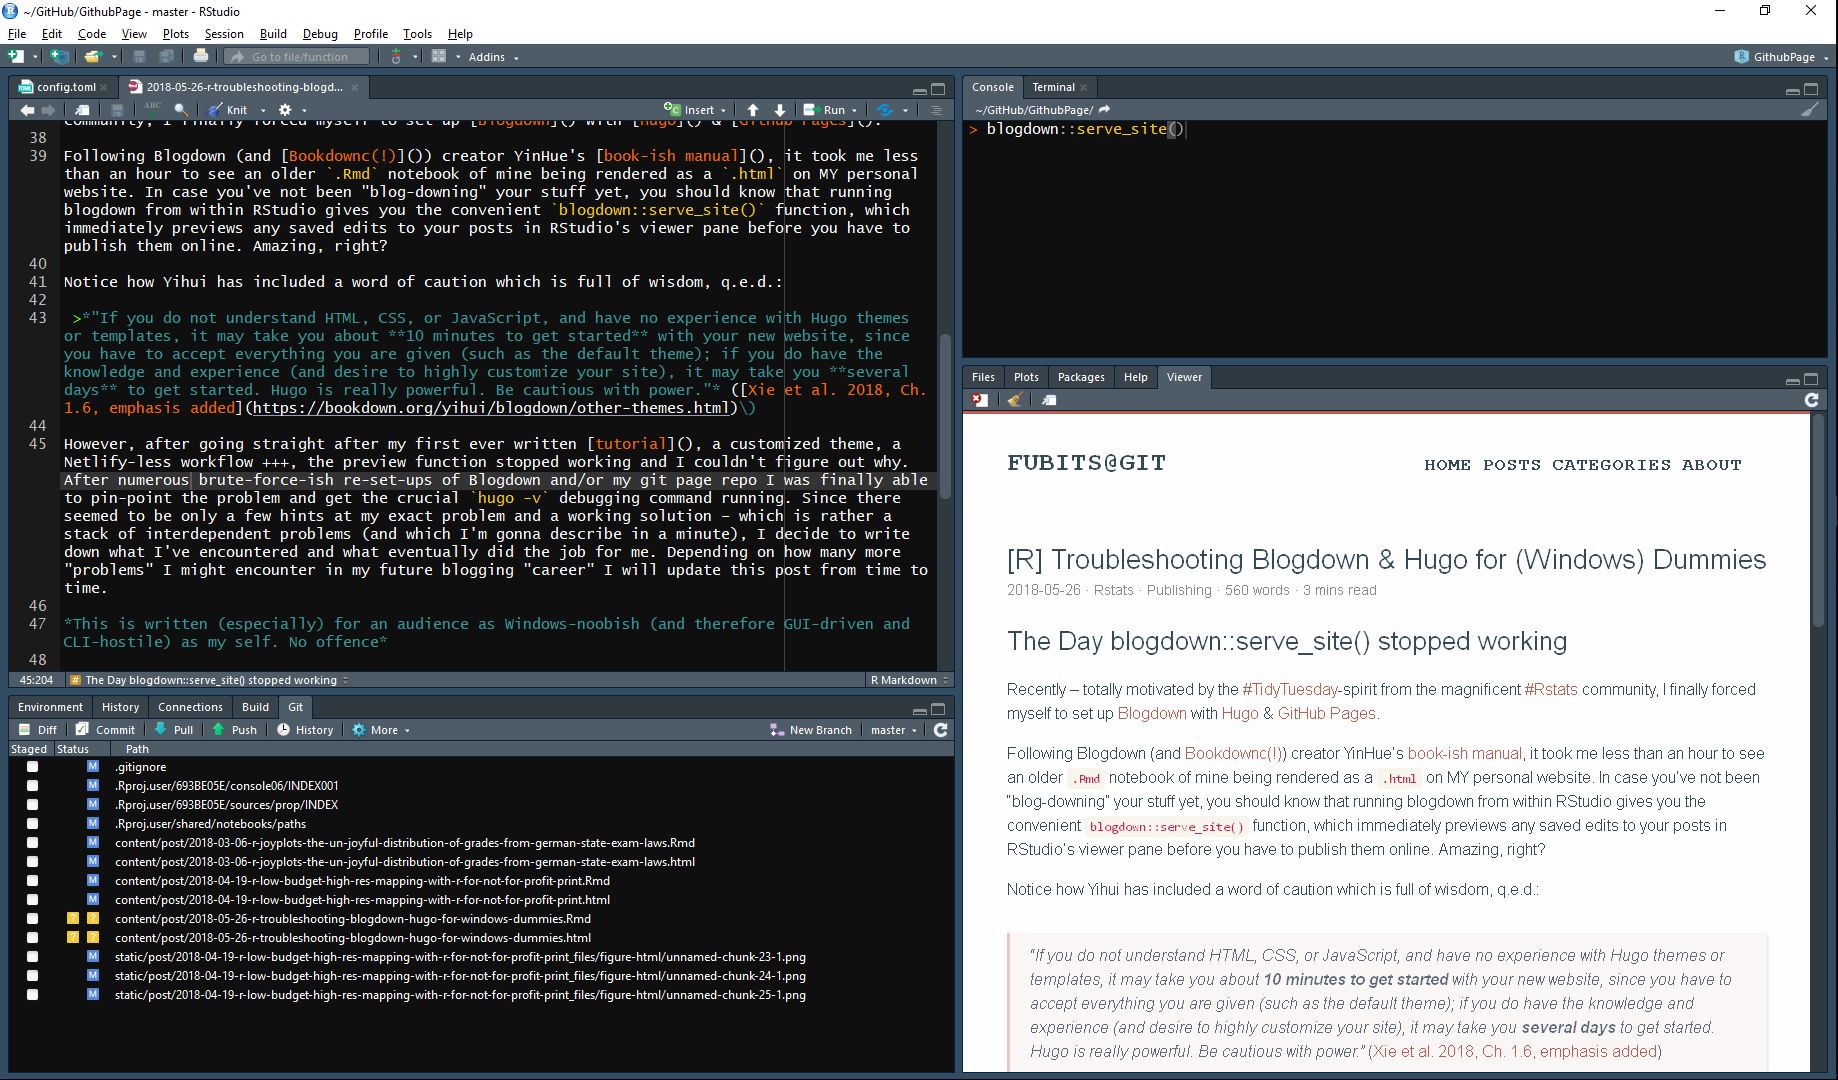 ~/GitHub/GithubPage - master - RStudio
File Edit Code View Plots Session Build Debug Profile Tools Help
Go to file/function Addins GithubPage
config.toml 2018-05-26-r-troubleshooting-blogd...
ABC Knit Insert Run
Community, I finally forced myself to set up [Blogdown]() with [Hugo]() & [Github Pages]().
38
39 Following Blogdown (and [Bookdownc(!)]()) creator YinHue's [book-ish manual](), it took me less
than an hour to see an older `.Rmd` notebook of mine being rendered as a `.html` on MY personal
website. In case you've not been "blog-downing" your stuff yet, you should know that running
blogdown from within RStudio gives you the convenient `blogdown::serve_site()` function, which
immediately previews any saved edits to your posts in RStudio's viewer pane before you have to
publish them online. Amazing, right?
40
41 Notice how Yihui has included a word of caution which is full of wisdom, q.e.d.:
42
43 >*"If you do not understand HTML, CSS, or JavaScript, and have no experience with Hugo themes
or templates, it may take you about **10 minutes to get started** with your new website, since
you have to accept everything you are given (such as the default theme); if you do have the
knowledge and experience (and desire to highly customize your site), it may take you **several
days** to get started. Hugo is really powerful. Be cautious with power."* ([Xie et al. 2018, Ch.
1.6, emphasis added](https://bookdown.org/yihui/blogdown/other-themes.html)\)
44
45 However, after going straight after my first ever written [tutorial](), a customized theme, a
Netlify-less workflow +++, the preview function stopped working and I couldn't figure out why.
After numerous brute-force-ish re-set-ups of Blogdown and/or my git page repo I was finally able
to pin-point the problem and get the crucial `hugo -v` debugging command running. Since there
seemed to be only a few hints at my exact problem and a working solution – which is rather a
stack of interdependent problems (and which I'm gonna describe in a minute), I decide to write
down what I've encountered and what eventually did the job for me. Depending on how many more
"problems" I might encounter in my future blogging "career" I will update this post from time to
time.
46
47 *This is written (especially) for an audience as Windows-noobish (and therefore GUI-driven and
CLI-hostile) as my self. No offence*
48
45:204 # The Day blogdown::serve_site() stopped working R Markdown
Environment History Connections Build Git
Diff Commit Pull Push History More New Branch master
Staged Status Path
M .gitignore
M .Rproj.user/693BE05E/console06/INDEX001
M .Rproj.user/693BE05E/sources/prop/INDEX
M .Rproj.user/shared/notebooks/paths
M content/post/2018-03-06-r-joyplots-the-un-joyful-distribution-of-grades-from-german-state-exam-laws.Rmd
M content/post/2018-03-06-r-joyplots-the-un-joyful-distribution-of-grades-from-german-state-exam-laws.html
M content/post/2018-04-19-r-low-budget-high-res-mapping-with-r-for-not-for-profit-print.Rmd
M content/post/2018-04-19-r-low-budget-high-res-mapping-with-r-for-not-for-profit-print.html
? ? content/post/2018-05-26-r-troubleshooting-blogdown-hugo-for-windows-dummies.Rmd
? ? content/post/2018-05-26-r-troubleshooting-blogdown-hugo-for-windows-dummies.html
M static/post/2018-04-19-r-low-budget-high-res-mapping-with-r-for-not-for-profit-print_files/figure-html/unnamed-chunk-23-1.png
M static/post/2018-04-19-r-low-budget-high-res-mapping-with-r-for-not-for-profit-print_files/figure-html/unnamed-chunk-24-1.png
M static/post/2018-04-19-r-low-budget-high-res-mapping-with-r-for-not-for-profit-print_files/figure-html/unnamed-chunk-25-1.png
Console Terminal
~/GitHub/GithubPage/
> blogdown::serve_site()
Files Plots Packages Help Viewer
FUBITS@GIT HOME POSTS CATEGORIES ABOUT
[R] Troubleshooting Blogdown & Hugo for (Windows) Dummies
2018-05-26 · Rstats · Publishing · 560 words · 3 mins read
The Day blogdown::serve_site() stopped working
Recently – totally motivated by the #TidyTuesday-spirit from the magnificent #Rstats community, I finally forced
myself to set up Blogdown with Hugo & GitHub Pages.
Following Blogdown (and Bookdownc(!)) creator YinHue's book-ish manual, it took me less than an hour to see
an older .Rmd notebook of mine being rendered as a .html on MY personal website. In case you've not been
“blog-downing” your stuff yet, you should know that running blogdown from within RStudio gives you the
convenient blogdown::serve_site() function, which immediately previews any saved edits to your posts in
RStudio's viewer pane before you have to publish them online. Amazing, right?
Notice how Yihui has included a word of caution which is full of wisdom, q.e.d.:
“If you do not understand HTML, CSS, or JavaScript, and have no experience with Hugo themes or
templates, it may take you about 10 minutes to get started with your new website, since you have to
accept everything you are given (such as the default theme); if you do have the knowledge and
experience (and desire to highly customize your site), it may take you several days to get started.
Hugo is really powerful. Be cautious with power.” (Xie et al. 2018, Ch. 1.6, emphasis added)